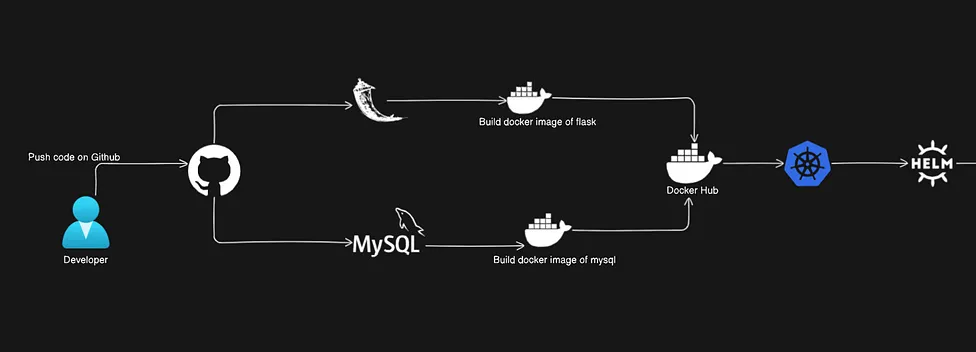 Push code on Github
Developer
Build docker image of flask
MySQL
Build docker image of mysql
Docker Hub
HELM